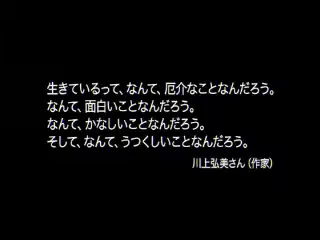 生きているって、なんて、厄介なことなんだろう。
なんて、面白いことなんだろう。
なんて、かなしいことなんだろう。
そして、なんて、うつくしいことなんだろう。
川上弘美さん（作家）